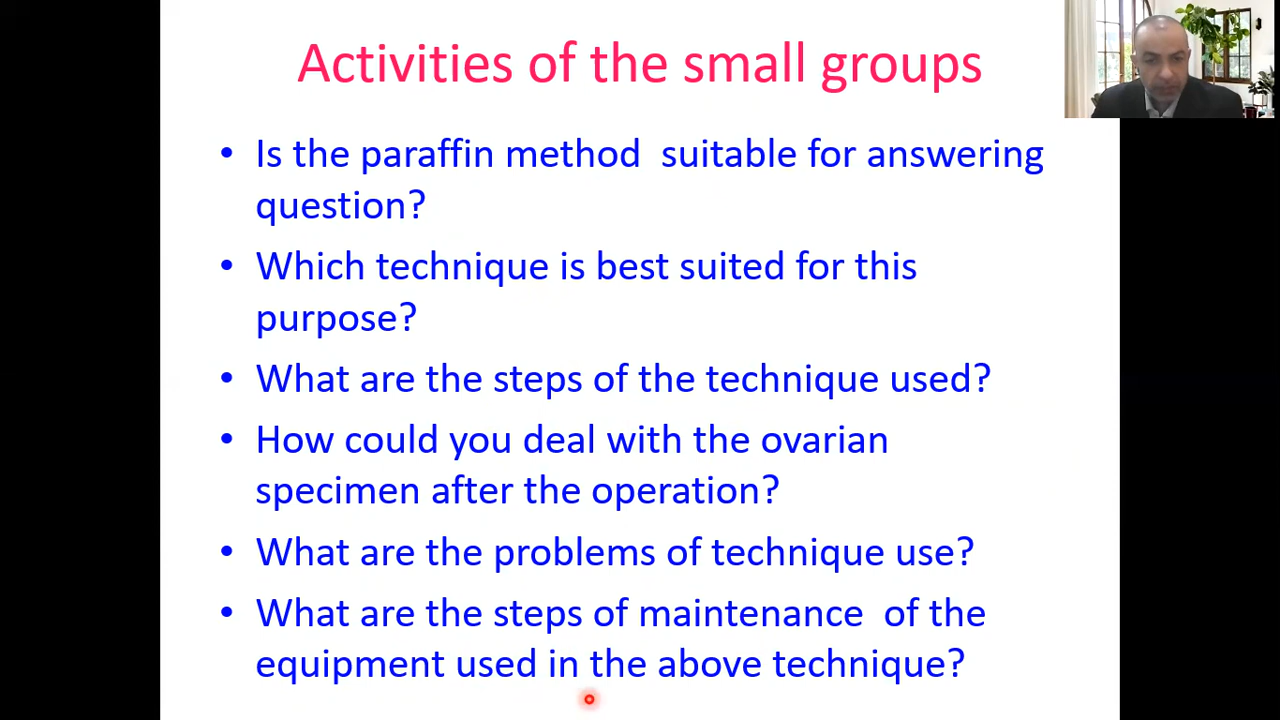 Activities of the small groups
• Is the paraffin method  suitable for answering
question?
• Which technique is best suited for this
purpose?
• What are the steps of the technique used?
• How could you deal with the ovarian
specimen after the operation?
• What are the problems of technique use?
• What are the steps of maintenance  of the
equipment used in the above technique?